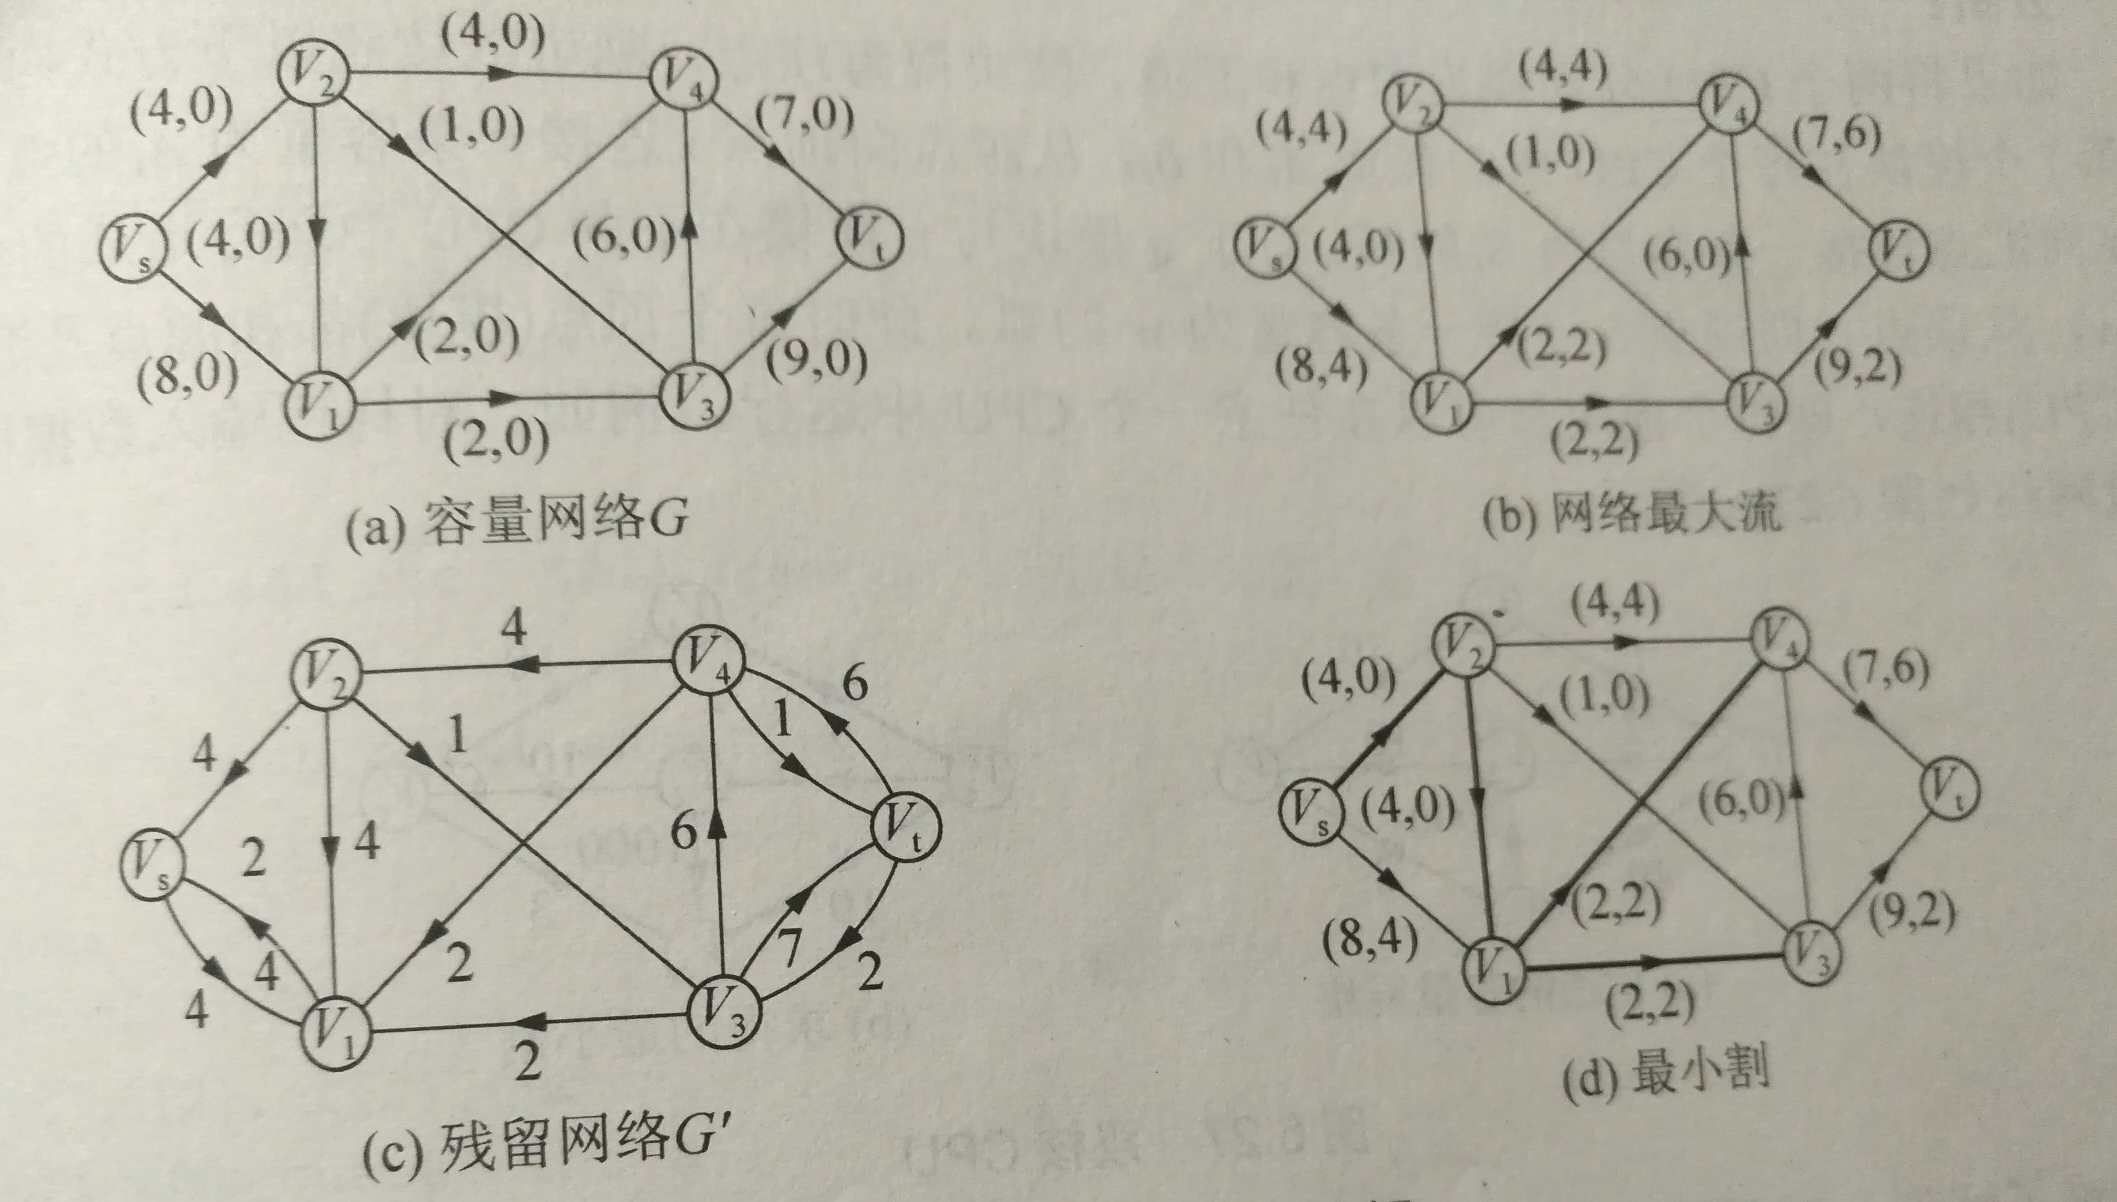 (4,0)
V2
V4
(4,0)
(1,0)
(7,0)
Vs
(4,0)
(6,0)
Vt
(8,0)
(2,0)
(9,0)
V1
V3
(2,0)
(a) 容量网络G
(4,4)
V2
V4
(4,4)
(1,0)
(7,6)
Vs
(4,0)
(6,0)
Vt
(8,4)
(2,2)
(9,2)
V1
V3
(2,2)
(b) 网络最大流
4
V2
V4
6
4
1
1
Vs
2
4
6
Vt
4
4
2
7
2
V1
V3
2
(c) 残留网络G'
(4,4)
V2
V4
(4,0)
(1,0)
(7,6)
Vs
(4,0)
(6,0)
Vt
(8,4)
(2,2)
(9,2)
V1
V3
(2,2)
(d) 最小割